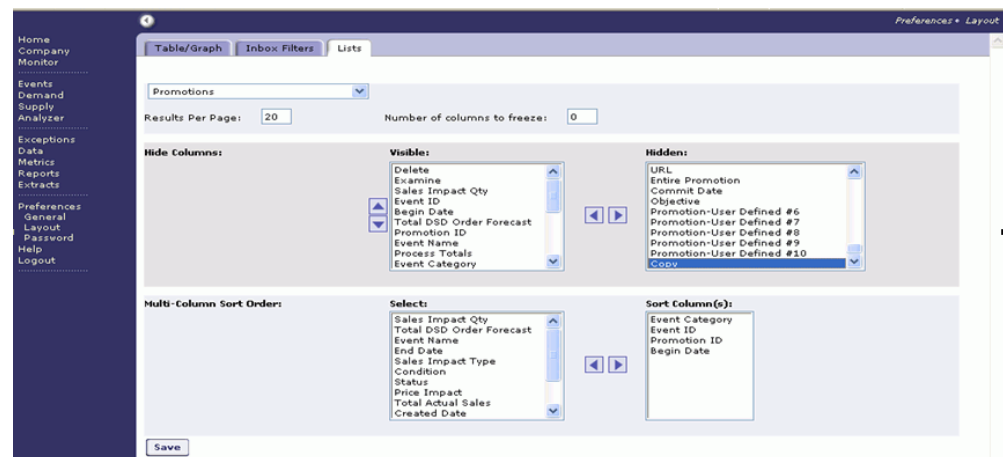 Preferences • Layout
Home
Company
Monitor
Events
Demand
Supply
Analyzer
Exceptions
Data
Metrics
Reports
Extracts
Preferences
General
Layout
Password
Help
Logout
Table/Graph Inbox Filters Lists
Promotions
Results Per Page: 20 Number of columns to freeze: 0
Hide Columns:
Visible:
Delete
Examine
Sales Impact Qty
Event ID
Begin Date
Total DSD Order Forecast
Promotion ID
Event Name
Process Totals
Event Category
Hidden:
URL
Entire Promotion
Commit Date
Objective
Promotion-User Defined #6
Promotion-User Defined #7
Promotion-User Defined #8
Promotion-User Defined #9
Promotion-User Defined #10
Copy
Multi-Column Sort Order:
Select:
Sales Impact Qty
Total DSD Order Forecast
Event Name
End Date
Sales Impact Type
Condition
Status
Price Impact
Total Actual Sales
Created Date
Sort Column(s):
Event Category
Event ID
Promotion ID
Begin Date
Save